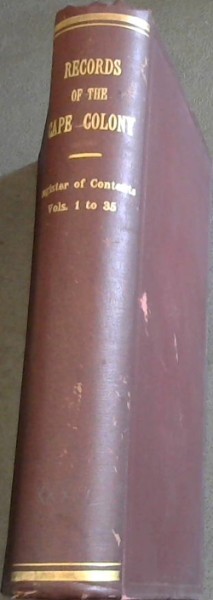 RECORDS
OF THE
CAPE COLONY
Register of Contents
Vols. 1 to 35